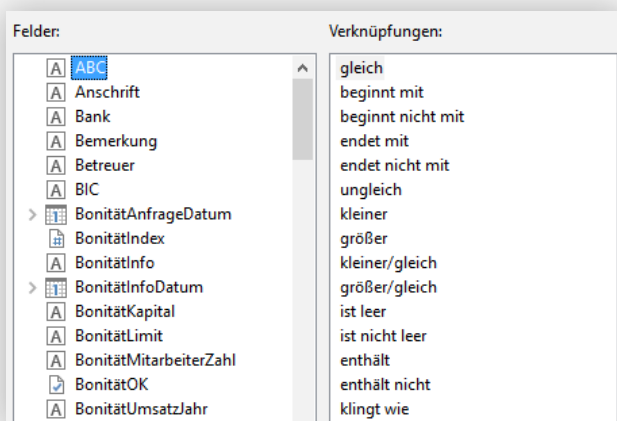 Felder:
ABC
Anschrift
Bank
Bemerkung
Betreuer
BIC
BonitätAnfrageDatum
BonitätIndex
BonitätInfo
BonitätInfoDatum
BonitätKapital
BonitätLimit
BonitätMitarbeiterZahl
BonitätOK
BonitätUmsatzJahr
Verknüpfungen:
gleich
beginnt mit
beginnt nicht mit
endet mit
endet nicht mit
ungleich
kleiner
größer
kleiner/gleich
größer/gleich
ist leer
ist nicht leer
enthält
enthält nicht
klingt wie